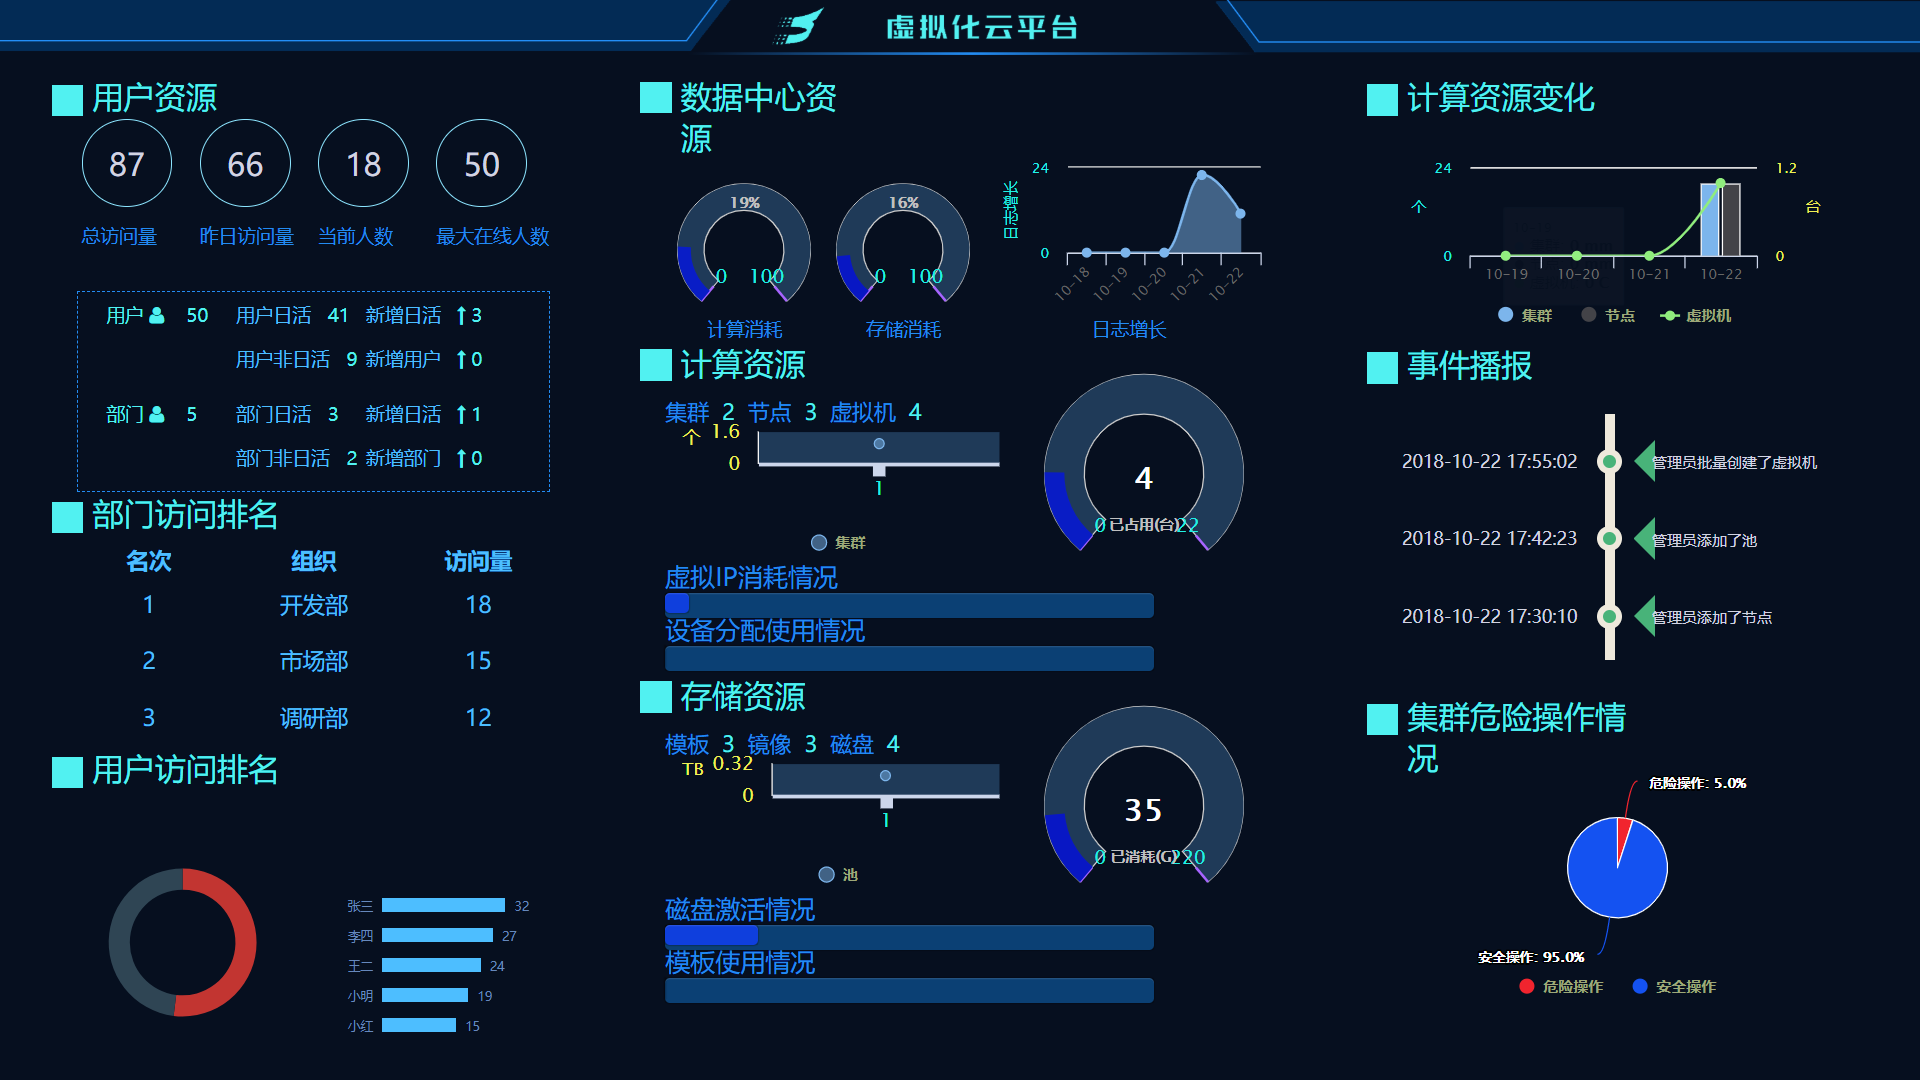 虚拟化云平台
用户资源
87 66 18 50
总访问量 昨日访问量 当前人数 最大在线人数
用户 50 用户日活 41 新增日活 3
用户非日活 9 新增用户 0
部门 5 部门日活 3 新增日活 1
部门非日活 2 新增部门 0
部门访问排名
名次 组织 访问量
1 开发部 18
2 市场部 15
3 调研部 12
用户访问排名
张三 32
李四 27
王二 24
小明 19
小红 15
数据中心资
源
19%
0 100
计算消耗
16%
0 100
存储消耗
日志增长
24
0
10-18 10-19 10-20 10-21 10-22
日志增长
计算资源
集群 2 节点 3 虚拟机 4
个 1.6
0
1
集群
4
0 已占用(台) 22
虚拟IP消耗情况
设备分配使用情况
存储资源
模板 3 镜像 3 磁盘 4
TB 0.32
0
1
池
35
0 已消耗(G) 220
磁盘激活情况
模板使用情况
计算资源变化
24 1.2
个 台
0 0
10-19 10-20 10-21 10-22
集群 节点 虚拟机
事件播报
2018-10-22 17:55:02 管理员批量创建了虚拟机
2018-10-22 17:42:23 管理员添加了池
2018-10-22 17:30:10 管理员添加了节点
集群危险操作情
况
危险操作: 5.0%
安全操作: 95.0%
危险操作 安全操作